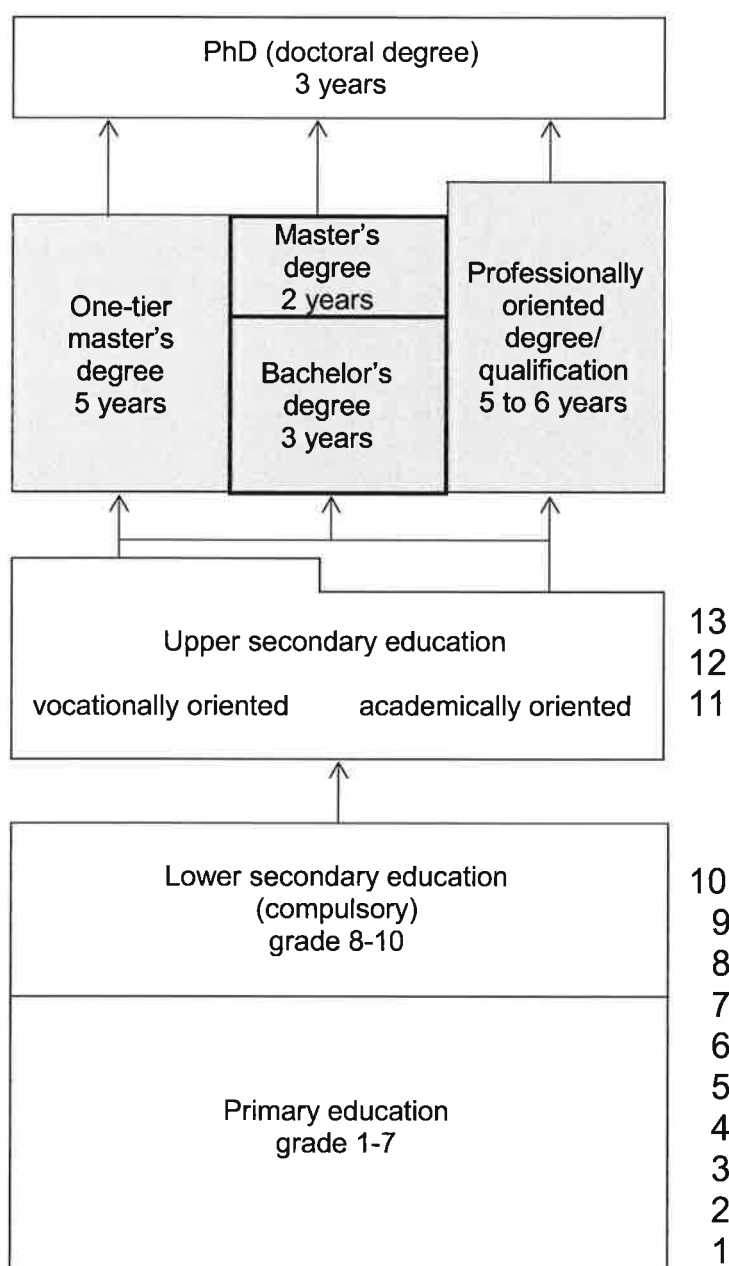 PhD (doctoral degree)
3 years
One-tier
master's
degree
5 years
Master's
degree
2 years
Bachelor's
degree
3 years
Professionally
oriented
degree/
qualification
5 to 6 years
Upper secondary education
vocationally oriented
academically oriented
13
12
11
Lower secondary education
(compulsory)
grade 8-10
10
9
8
Primary education
grade 1-7
7
6
5
4
3
2
1